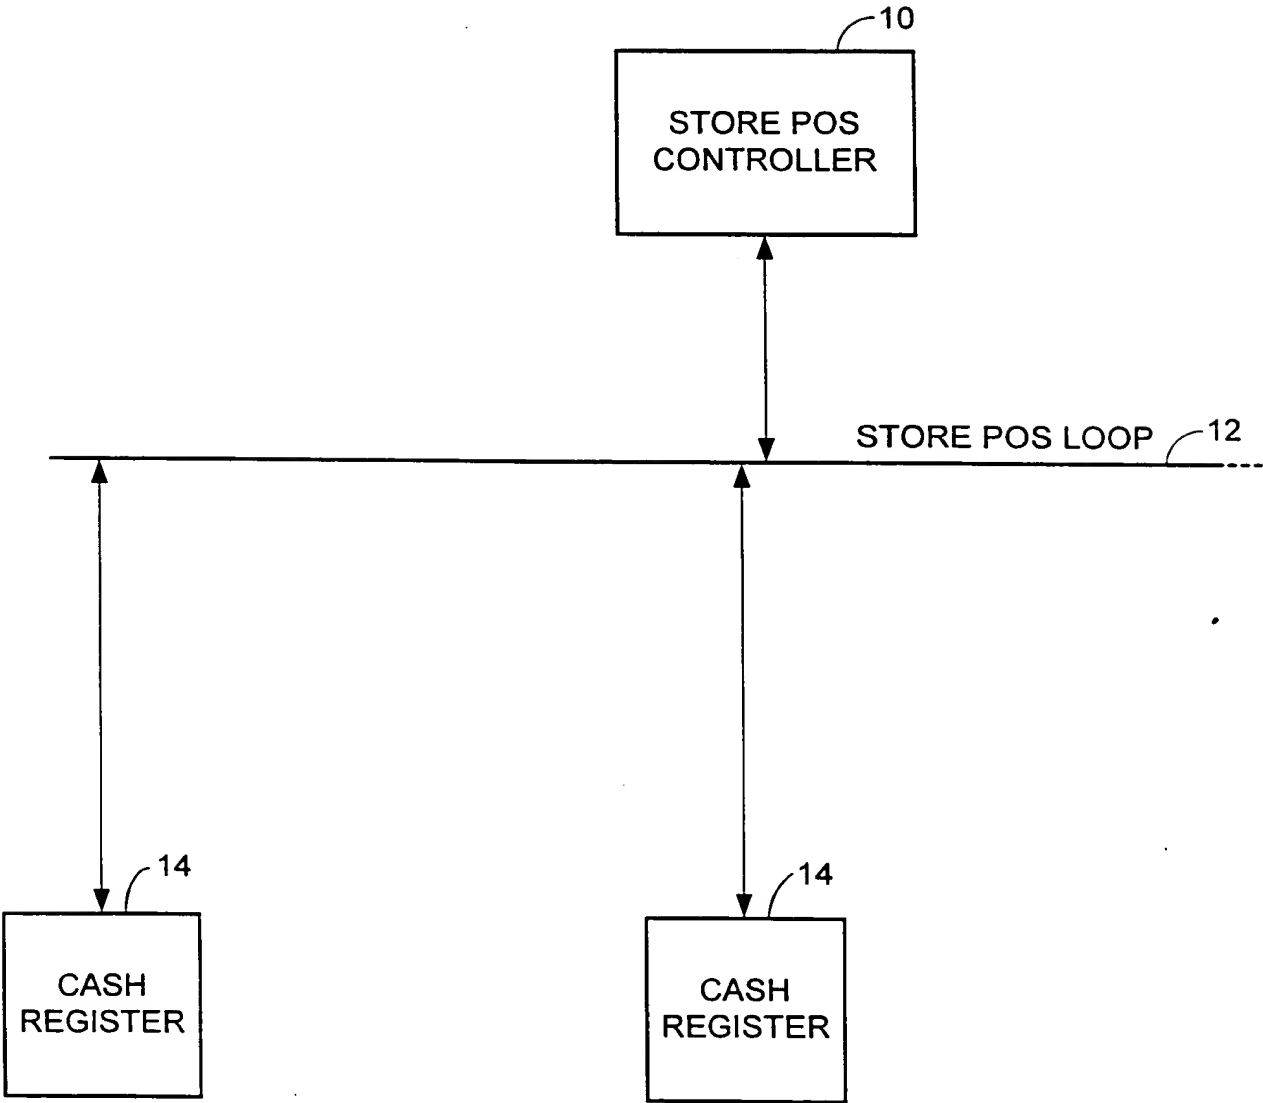 10
STORE POS
CONTROLLER
STORE POS LOOP
12
14
CASH
REGISTER
14
CASH
REGISTER